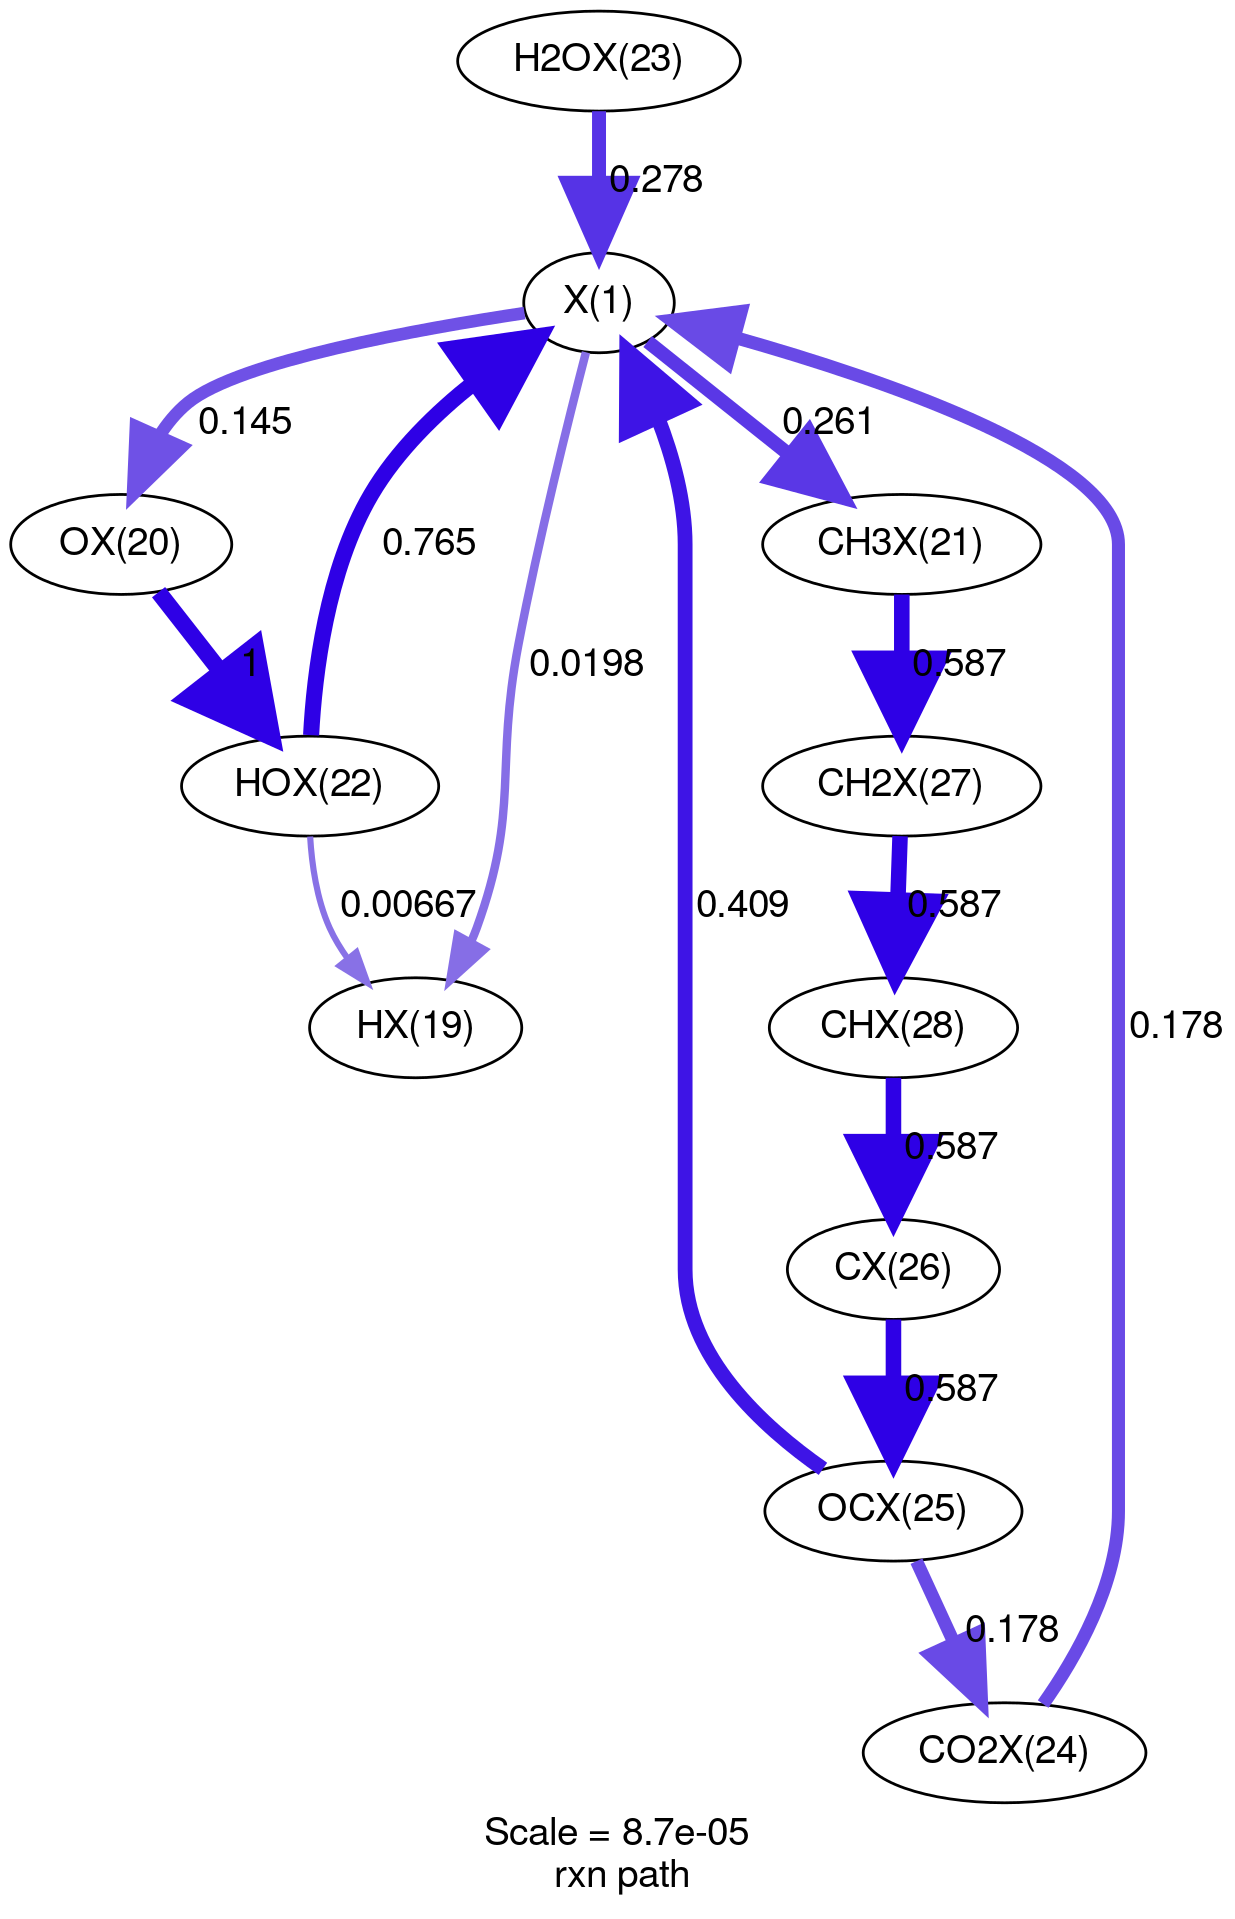 H2OX(23)
0.278
X(1)
0.145
0.261
OX(20)
0.765
CH3X(21)
1
0.0198
0.587
HOX(22)
CH2X(27)
0.00667
0.409
0.587
HX(19)
CHX(28)
0.178
0.587
CX(26)
0.587
OCX(25)
0.178
CO2X(24)
Scale = 8.7e-05
rxn path